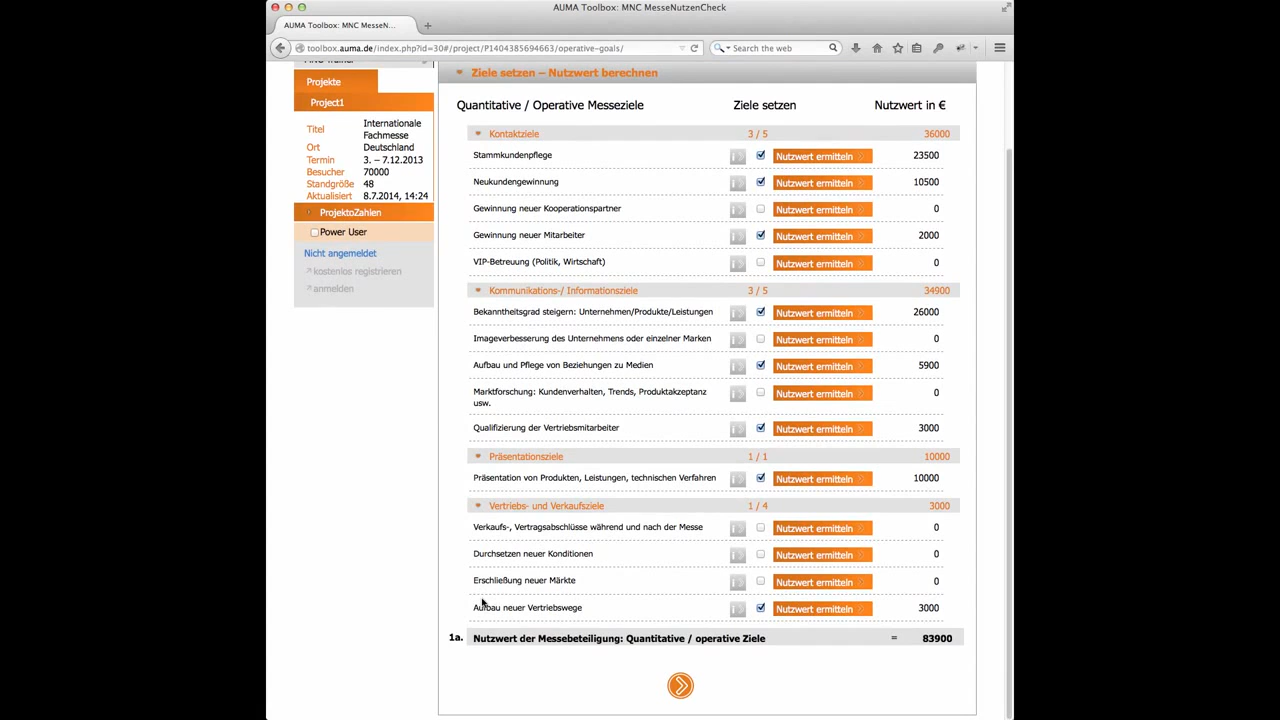 AUMA Toolbox: MNC MesseNutzenCheck
AUMA Toolbox: MNC MesseN...
toolbox.auma.de/index.php?id=30#/project/P1404385694663/operative-goals/
Search the web
Projekte
Project1
Titel Internationale Fachmesse
Ort Deutschland
Termin 3. – 7.12.2013
Besucher 70000
Standgröße 48
Aktualisiert 8.7.2014, 14:24
ProjektoZahlen
Power User
Nicht angemeldet
kostenlos registrieren
anmelden
Ziele setzen – Nutzwert berechnen
Quantitative / Operative Messeziele Ziele setzen Nutzwert in €
Kontaktziele 3 / 5 36000
Stammkundenpflege Nutzwert ermitteln 23500
Neukundengewinnung Nutzwert ermitteln 10500
Gewinnung neuer Kooperationspartner Nutzwert ermitteln 0
Gewinnung neuer Mitarbeiter Nutzwert ermitteln 2000
VIP-Betreuung (Politik, Wirtschaft) Nutzwert ermitteln 0
Kommunikations-/ Informationsziele 3 / 5 34900
Bekanntheitsgrad steigern: Unternehmen/Produkte/Leistungen Nutzwert ermitteln 26000
Imageverbesserung des Unternehmens oder einzelner Marken Nutzwert ermitteln 0
Aufbau und Pflege von Beziehungen zu Medien Nutzwert ermitteln 5900
Marktforschung: Kundenverhalten, Trends, Produktakzeptanz Nutzwert ermitteln 0
usw.
Qualifizierung der Vertriebsmitarbeiter Nutzwert ermitteln 3000
Präsentationsziele 1 / 1 10000
Präsentation von Produkten, Leistungen, technischen Verfahren Nutzwert ermitteln 10000
Vertriebs- und Verkaufsziele 1 / 4 3000
Verkaufs-, Vertragsabschlüsse während und nach der Messe Nutzwert ermitteln 0
Durchsetzen neuer Konditionen Nutzwert ermitteln 0
Erschließung neuer Märkte Nutzwert ermitteln 0
Aufbau neuer Vertriebswege Nutzwert ermitteln 3000
1a. Nutzwert der Messebeteiligung: Quantitative / operative Ziele = 83900